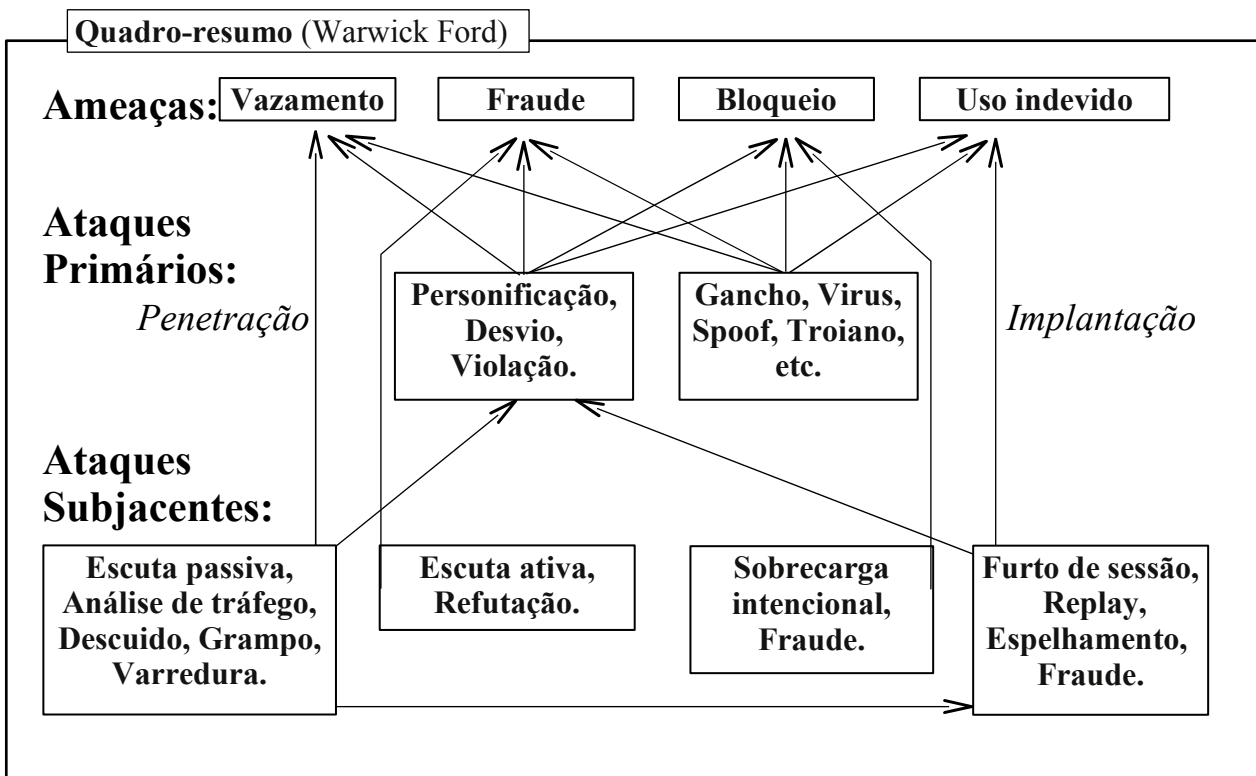 Quadro-resumo (Warwick Ford)
Ameaças:
Vazamento
Fraude
Bloqueio
Uso indevido
Ataques
Primários:
Penetração
Personificação,
Desvio,
Violação.
Gancho, Virus,
Spoof, Troiano,
etc.
Implantação
Ataques
Subjacentes:
Escuta passiva,
Análise de tráfego,
Descuido, Grampo,
Varredura.
Escuta ativa,
Refutação.
Sobrecarga
intencional,
Fraude.
Furto de sessão,
Replay,
Espelhamento,
Fraude.